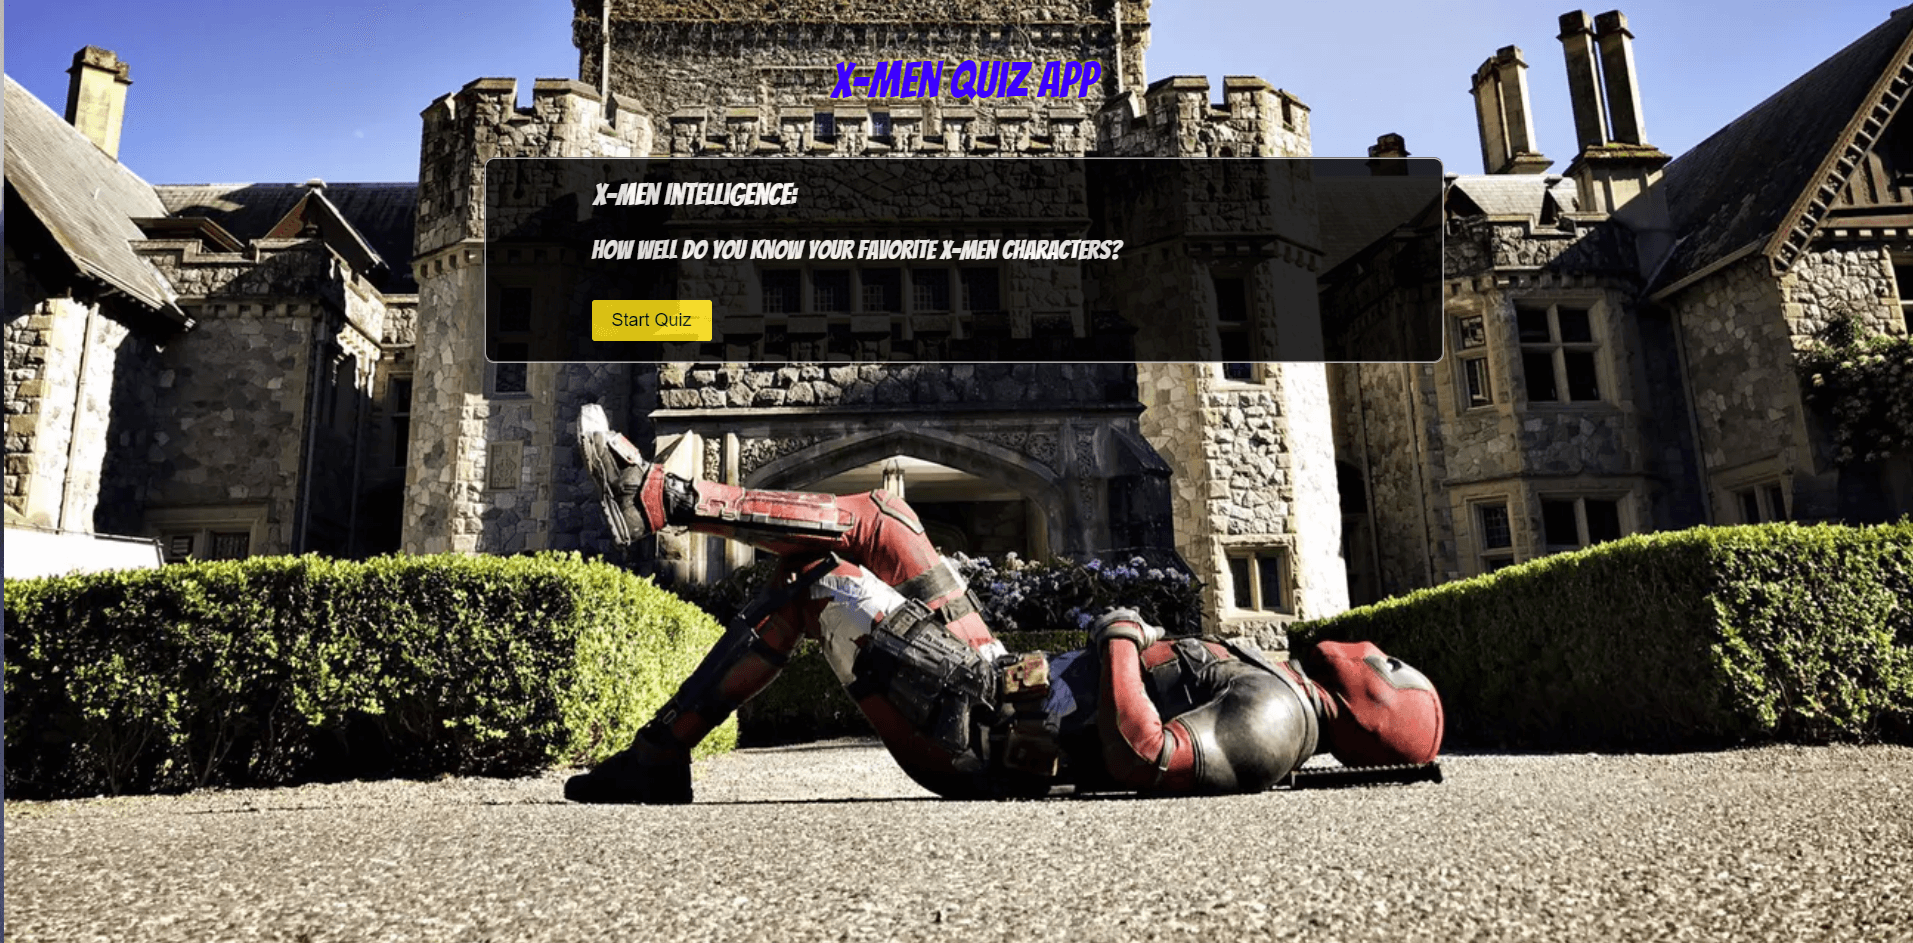 X-MEN QUIZ APP
X-MEN INTELLIGENCE:
HOW WELL DO YOU KNOW YOUR FAVORITE X-MEN CHARACTERS?
Start Quiz